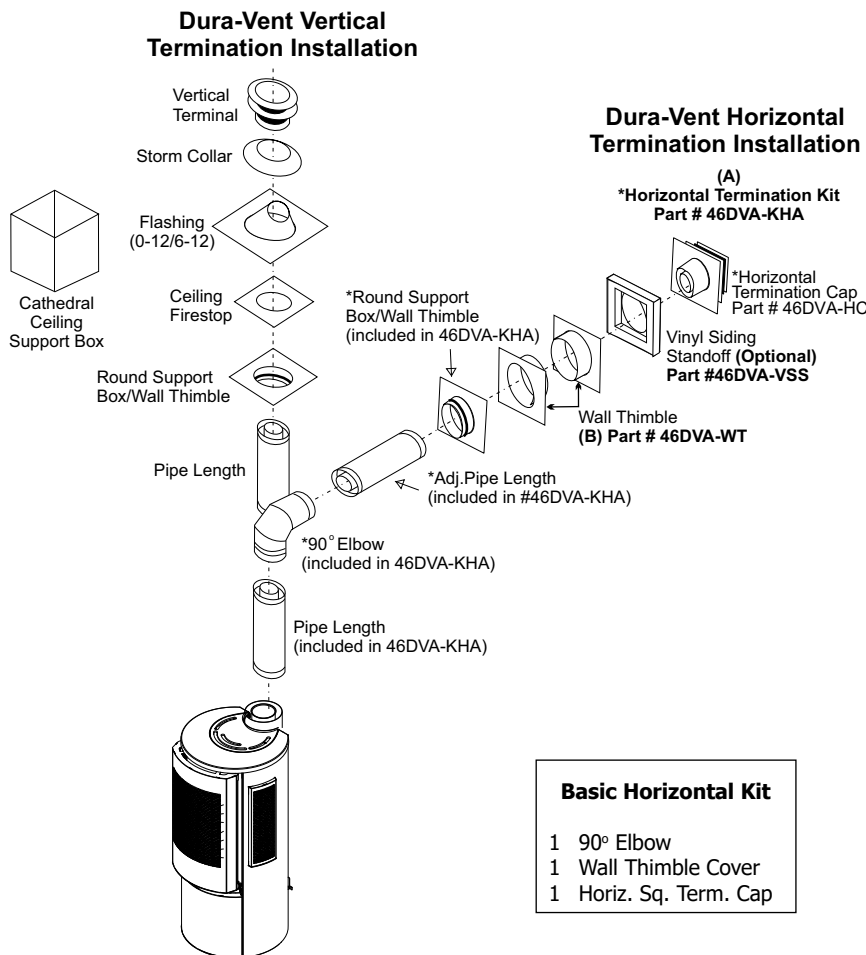 Dura-Vent Vertical
Termination Installation
Vertical
Terminal
Storm Collar
Flashing
(0-12/6-12)
Cathedral
Ceiling
Support Box
Ceiling
Firestop
Round Support
Box/Wall Thimble
Pipe Length
Dura-Vent Horizontal
Termination Installation
(A)
*Horizontal Termination Kit
Part # 46DVA-KHA
*Horizontal
Termination Cap
Part # 46DVA-HC
Vinyl Siding
Standoff (Optional)
Part #46DVA-VSS
*Round Support
Box/Wall Thimble
(included in 46DVA-KHA)
Wall Thimble
(B) Part # 46DVA-WT
*Adj.Pipe Length
(included in #46DVA-KHA)
*90° Elbow
(included in 46DVA-KHA)
Pipe Length
(included in 46DVA-KHA)
Basic Horizontal Kit
1 90º Elbow
1 Wall Thimble Cover
1 Horiz. Sq. Term. Cap